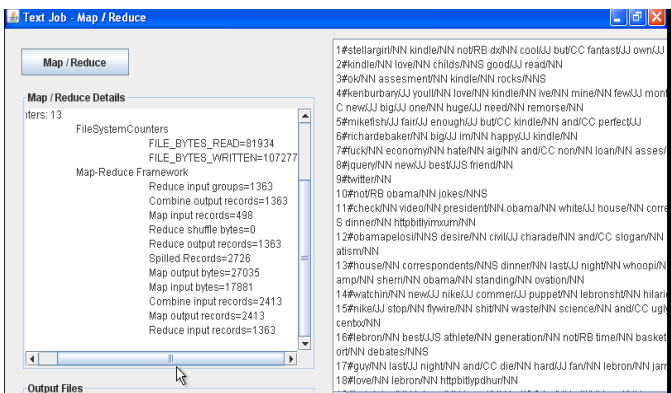 Text Job - Map / Reduce
Map / Reduce
Map / Reduce Details
nters: 13
FileSystemCounters
FILE_BYTES_READ=81934
FILE_BYTES_WRITTEN=107277
Map-Reduce Framework
Reduce input groups=1363
Combine output records=1363
Map input records=498
Reduce shuffle bytes=0
Reduce output records=1363
Spilled Records=2726
Map output bytes=27035
Map input bytes=17881
Combine input records=2413
Map output records=2413
Reduce input records=1363
Output Files
1#stellargirl/NN kindle/NN not/RB dx/NN cool/JJ but/CC fantast/JJ own/JJ
2#kindle/NN love/NN childs/NNS good/JJ read/NN
3#ok/NN assesment/NN kindle/NN rocks/NNS
4#kenburbary/JJ youll/NN love/NN kindle/NN ive/NN mine/NN few/JJ mont
C new/JJ big/JJ one/NN huge/JJ need/NN remorse/NN
5#mikefish/JJ fair/JJ enough/JJ but/CC kindle/NN and/CC perfect/JJ
6#richardebaker/NN big/JJ im/NN happy/JJ kindle/NN
7#fuck/NN economy/NN hate/NN aig/NN and/CC non/NN loan/NN asses/
8#jquery/NN new/JJ best/JJS friend/NN
9#twitter/NN
10#not/RB obama/NN jokes/NNS
11#check/NN video/NN president/NN obama/NN white/JJ house/NN corre
S dinner/NN httpbitlyimxum/NN
12#obamapelosi/NNS desire/NN civil/JJ charade/NN and/CC slogan/NN
atism/NN
13#house/NN correspondents/NNS dinner/NN last/JJ night/NN whoopi/N
amp/NN sherri/NN obama/NN standing/NN ovation/NN
14#watchin/NN new/JJ nike/JJ commer/JJ puppet/NN lebronsht/NN hilari
15#nike/JJ stop/NN flywire/NN shit/NN waste/NN science/NN and/CC ugly
centxx/NN
16#lebron/NN best/JJS athlete/NN generation/NN not/RB time/NN basket
ort/NN debates/NNS
17#guy/NN last/JJ night/NN and/CC die/NN hard/JJ fan/NN lebron/NN jam
18#love/NN lebron/NN httpbitlypdhur/NN